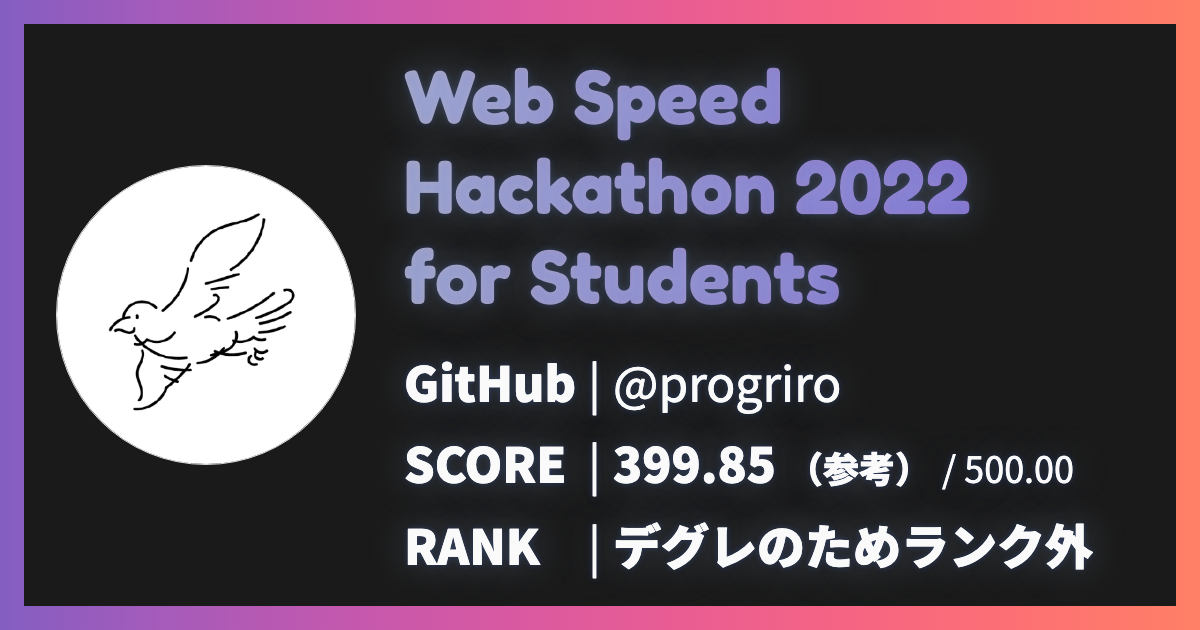 Web Speed
Hackathon 2022
for Students
GitHub | @progriro
SCORE | 399.85 （参考） / 500.00
RANK | デグレのためランク外